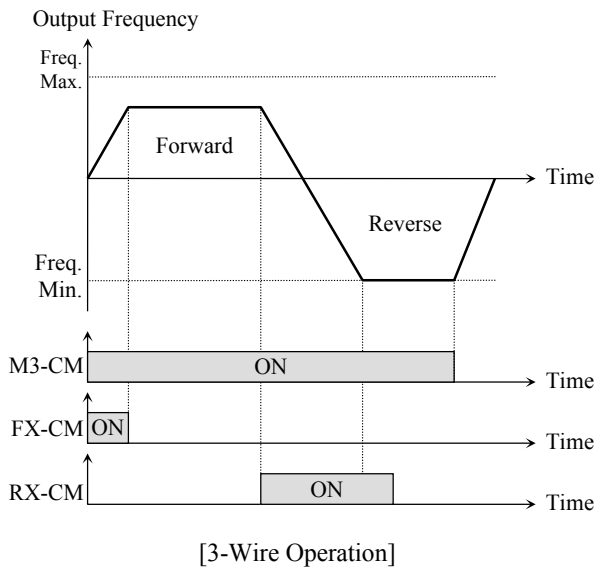 Output Frequency
Freq.
Max.
Forward
Time
Reverse
Freq.
Min.
M3-CM
ON
Time
FX-CM
ON
Time
RX-CM
ON
Time
[3-Wire Operation]